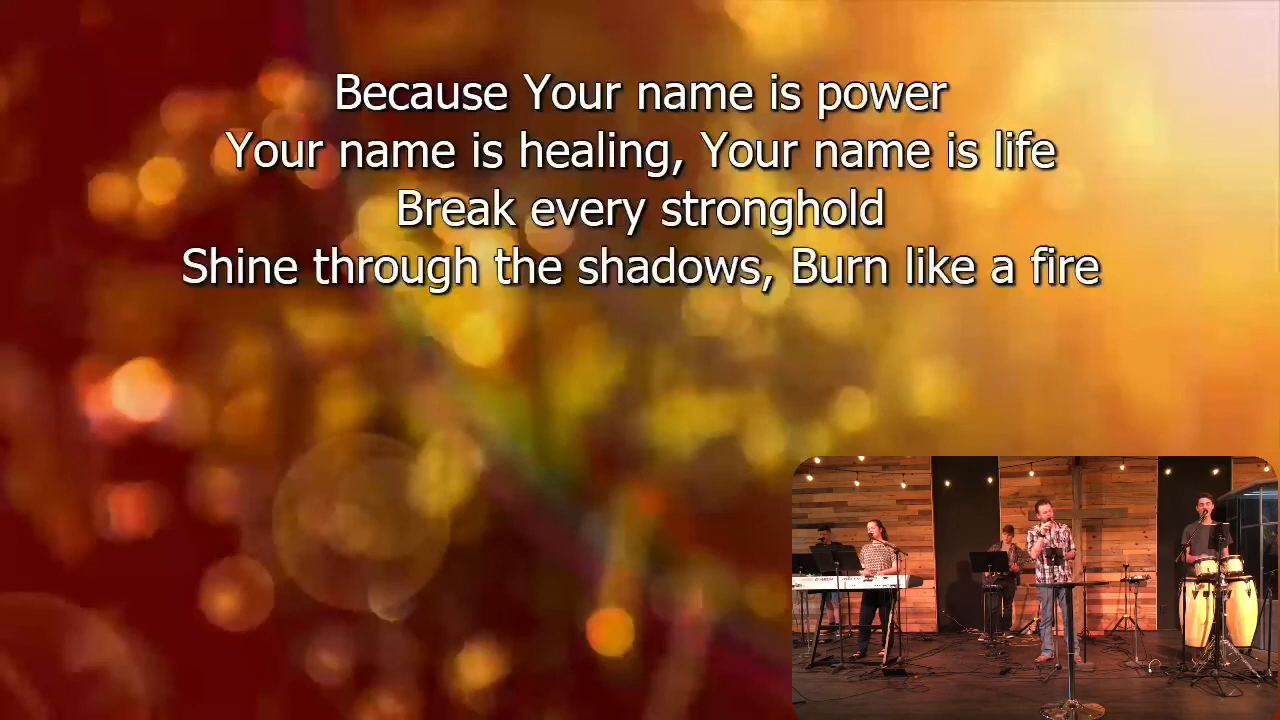 Because Your name is power
Your name is healing, Your name is life
Break every stronghold
Shine through the shadows, Burn like a fire